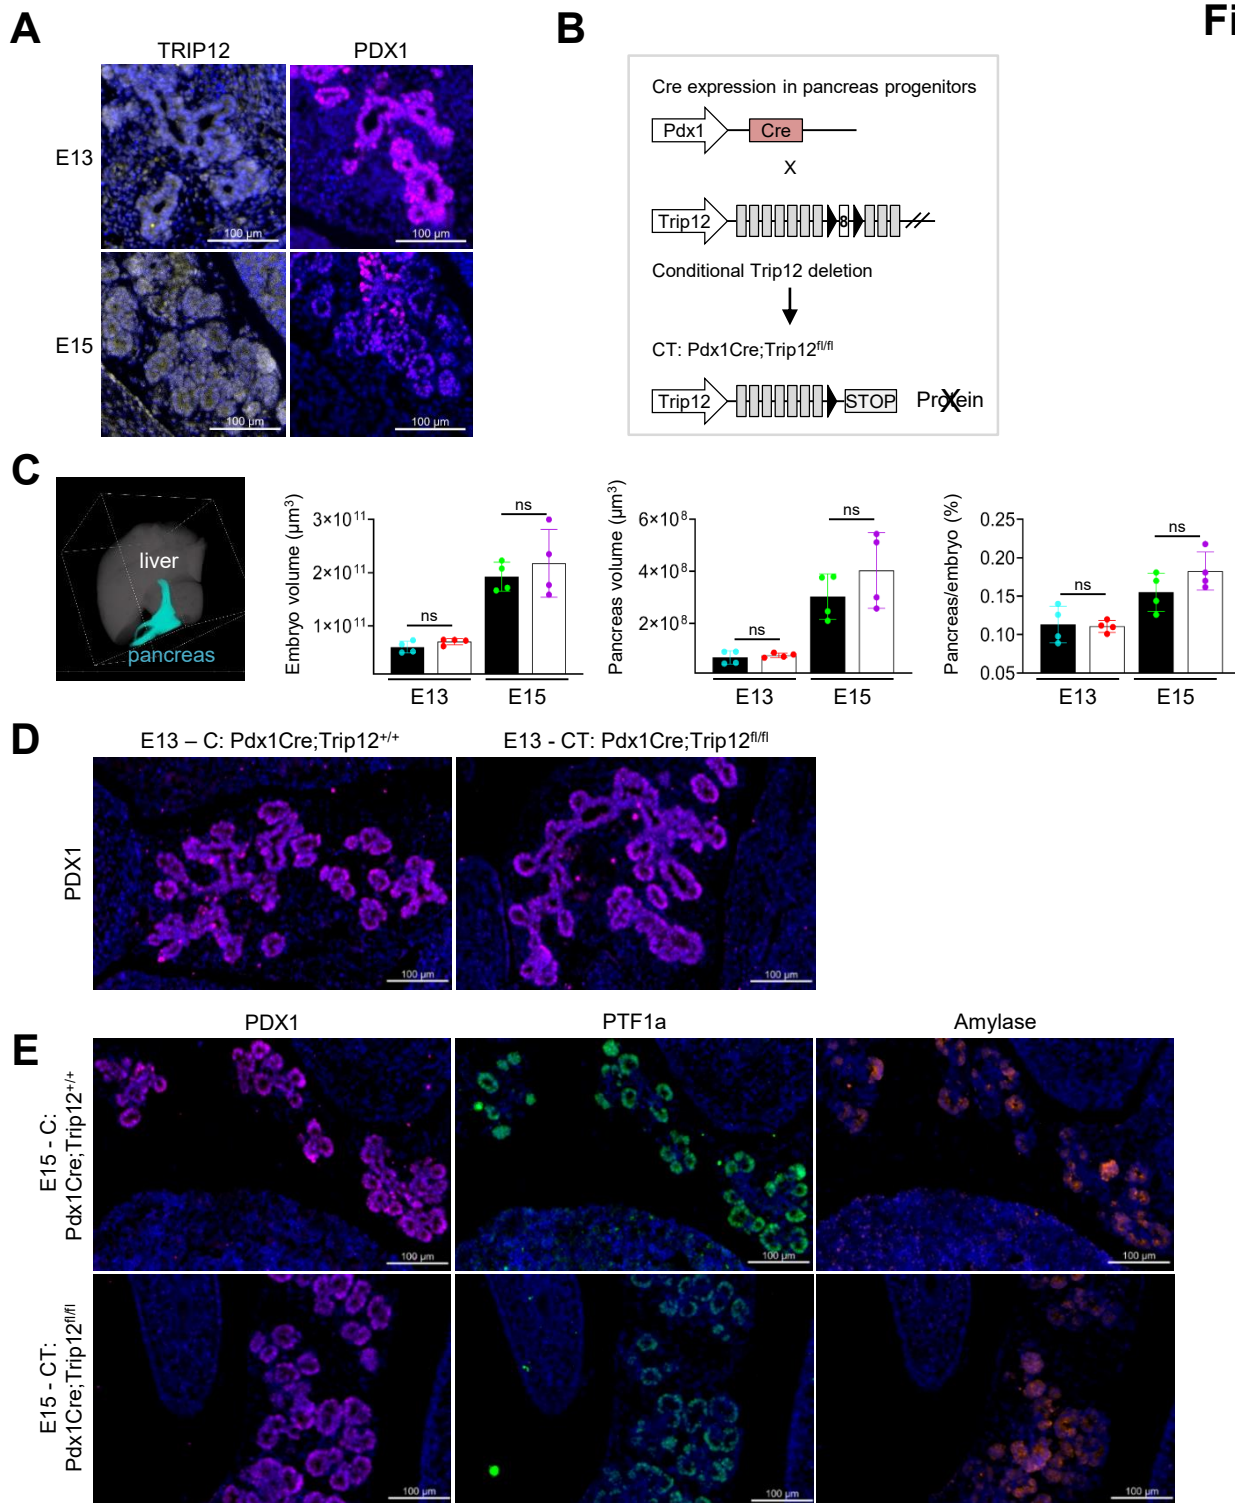 A
TRIP12
PDX1
E13
100 µm
100 µm
E15
100 µm
100 µm
B
Cre expression in pancreas progenitors
Pdx1
Cre
X
Trip12
8
Conditional Trip12 deletion
CT: Pdx1Cre;Trip12fl/fl
Trip12
STOP
Protein
X
Fi
C
liver
pancreas
Embryo volume (µm3)
3×1011
2×1011
1×1011
ns
ns
E13
E15
Pancreas volume (µm3)
6×108
4×108
2×108
ns
ns
E13
E15
Pancreas/embryo (%)
0.25
0.20
0.15
0.10
0.05
ns
ns
E13
E15
D
E13 – C: Pdx1Cre;Trip12+/+
E13 - CT: Pdx1Cre;Trip12fl/fl
PDX1
100 µm
100 µm
E
PDX1
PTF1a
Amylase
E15 - C:
Pdx1Cre;Trip12+/+
100 µm
100 µm
100 µm
E15 - CT:
Pdx1Cre;Trip12fl/fl
100 µm
100 µm
100 µm